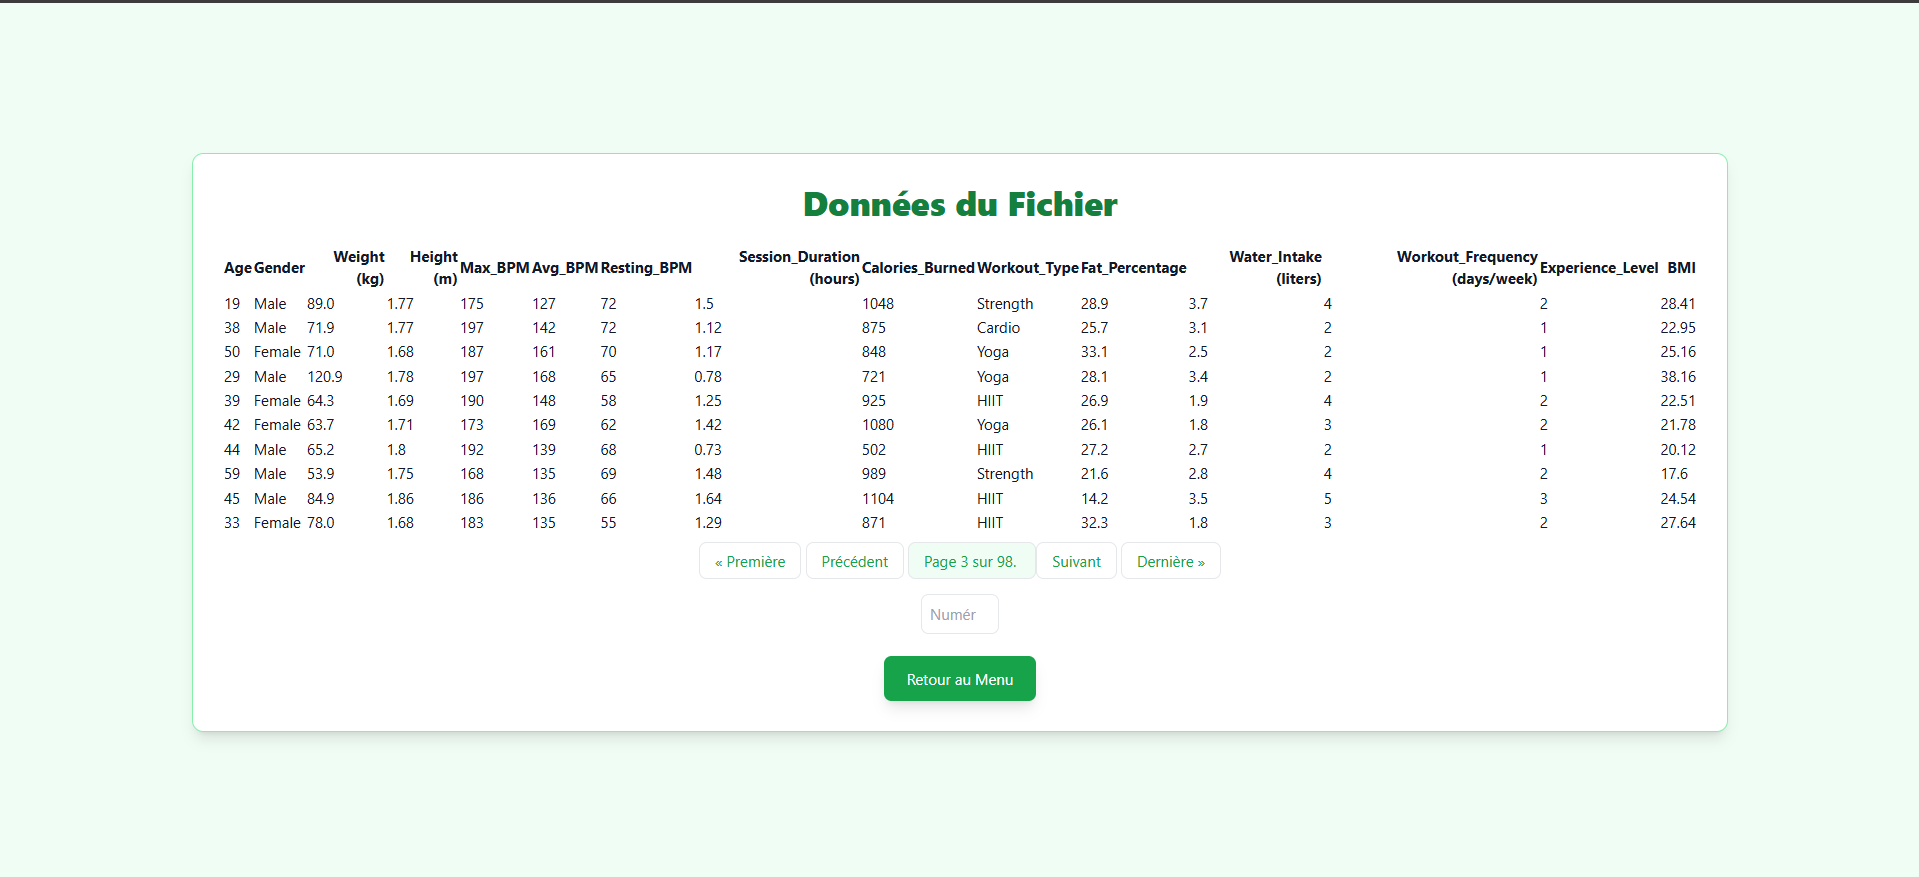 Données du Fichier
Age Gender Weight (kg) Height (m) Max_BPM Avg_BPM Resting_BPM Session_Duration (hours) Calories_Burned Workout_Type Fat_Percentage Water_Intake (liters) Workout_Frequency (days/week) Experience_Level BMI
19 Male 89.0 1.77 175 127 72 1.5 1048 Strength 28.9 3.7 4 2 28.41
38 Male 71.9 1.77 197 142 72 1.12 875 Cardio 25.7 3.1 2 1 22.95
50 Female 71.0 1.68 187 161 70 1.17 848 Yoga 33.1 2.5 2 1 25.16
29 Male 120.9 1.78 197 168 65 0.78 721 Yoga 28.1 3.4 2 1 38.16
39 Female 64.3 1.69 190 148 58 1.25 925 HIIT 26.9 1.9 4 2 22.51
42 Female 63.7 1.71 173 169 62 1.42 1080 Yoga 26.1 1.8 3 2 21.78
44 Male 65.2 1.8 192 139 68 0.73 502 HIIT 27.2 2.7 2 1 20.12
59 Male 53.9 1.75 168 135 69 1.48 989 Strength 21.6 2.8 4 2 17.6
45 Male 84.9 1.86 186 136 66 1.64 1104 HIIT 14.2 3.5 5 3 24.54
33 Female 78.0 1.68 183 135 55 1.29 871 HIIT 32.3 1.8 3 2 27.64
« Première Précédent Page 3 sur 98. Suivant Dernière »
Numér
Retour au Menu